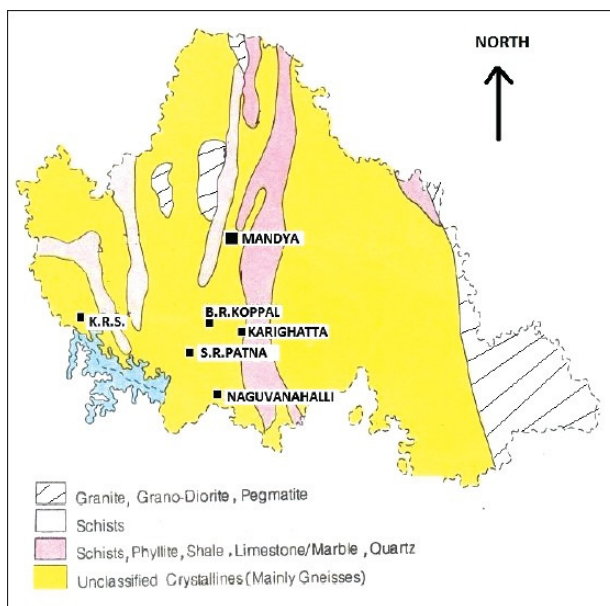 NORTH
MANDYA
B.R.KOPPAL
K.R.S.
KARIGHATTA
S.R.PATNA
NAGUVANAHALLI
Granite, Grano-Diorite, Pegmatite
Schists
Schists, Phyllite, Shale, Limestone/Marble, Quartz
Unclassified Crystallines (Mainly Gneisses)